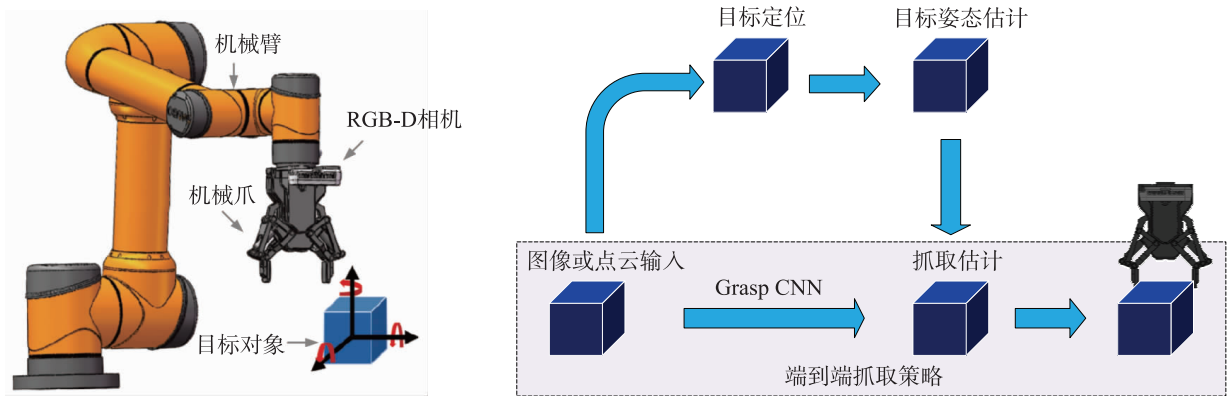 机械臂
RGB-D相机
机械爪
目标对象
目标定位
目标姿态估计
图像或点云输入
Grasp CNN
抓取估计
端到端抓取策略